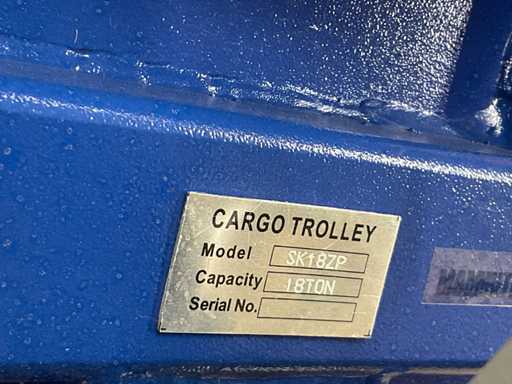 CARGO TROLLEY
Model SK18ZP
Capacity 18TON
Serial No.